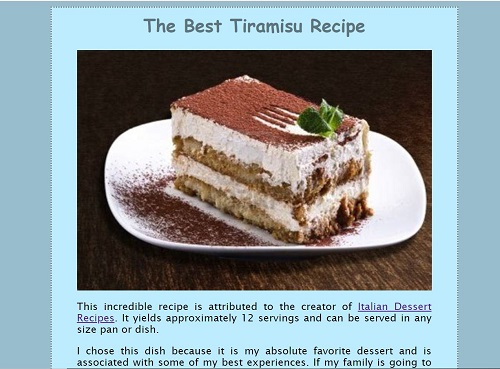 The Best Tiramisu Recipe
This incredible recipe is attributed to the creator of Italian Dessert
Recipes. It yields approximately 12 servings and can be served in any
size pan or dish.
I chose this dish because it is my absolute favorite dessert and is
associated with some of my best experiences. If my family is going to